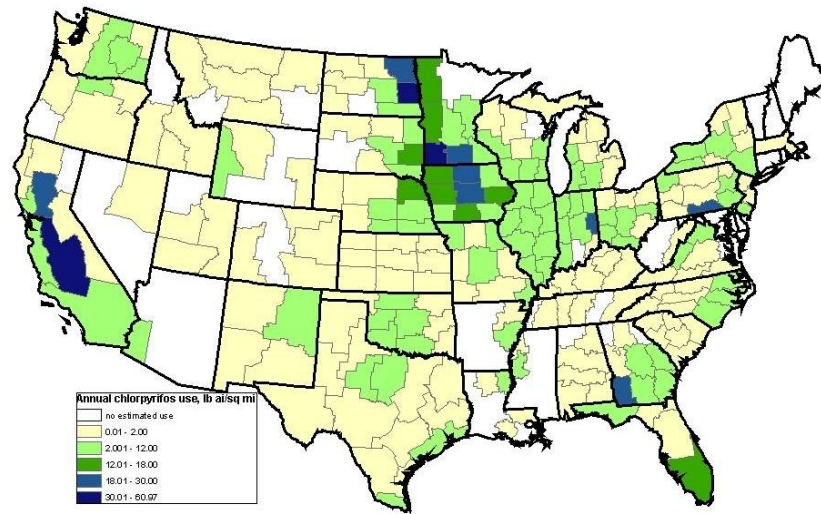 Annual chlorpyrifos use, lb ai/sq mi
no estimated use
0.01 - 2.00
2.001 - 12.00
12.01 - 18.00
18.01 - 30.00
30.01 - 60.97